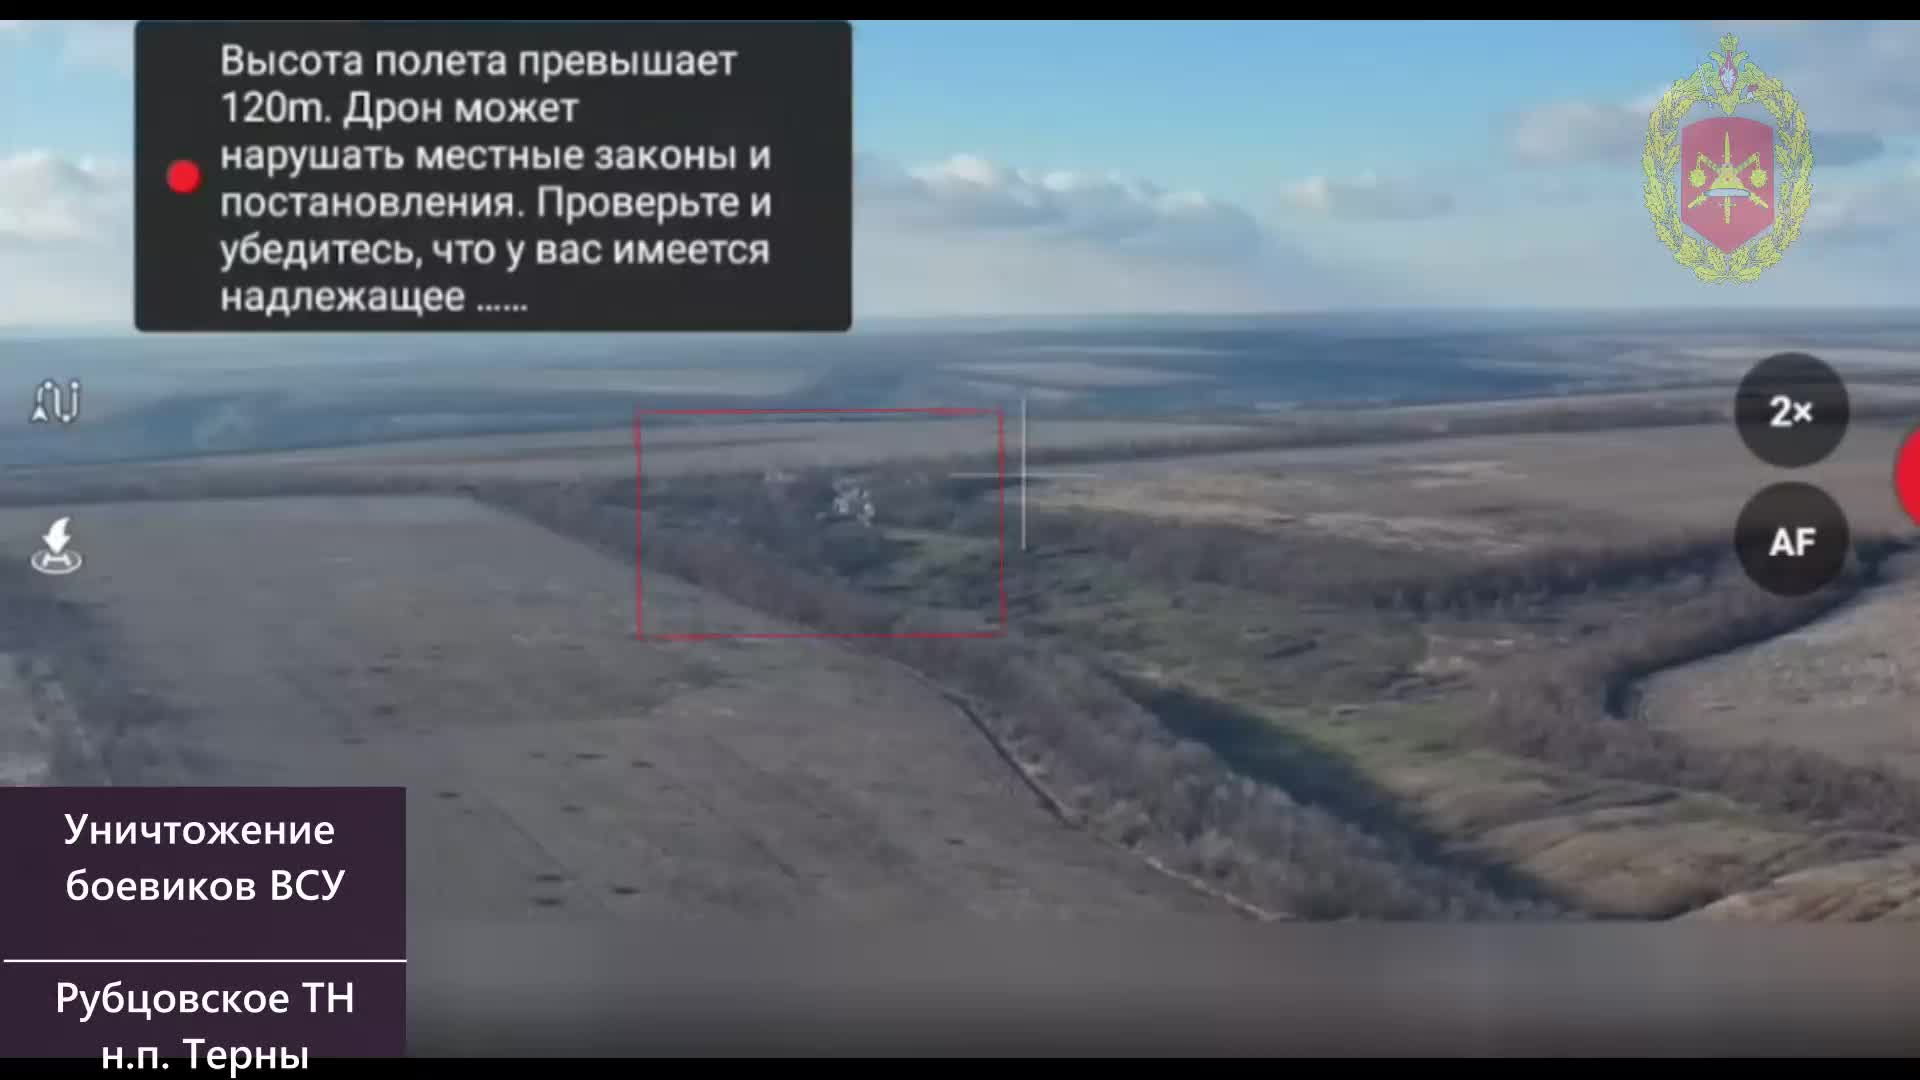 Высота полета превышает
120m. Дрон может
нарушать местные законы и
постановления. Проверьте и
убедитесь, что у вас имеется
надлежащее ......
2×
AF
Уничтожение
боевиков ВСУ
Рубцовское ТН
н.п. Терны